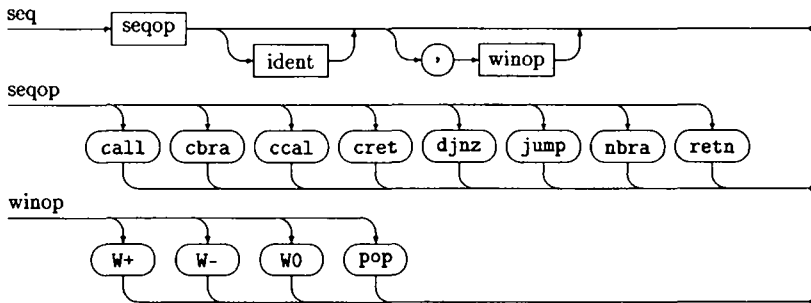 seq
seqop
ident
, winop
seqop
call cbra ccal cret djnz jump nbra retn
winop
W+ W- W0 pop